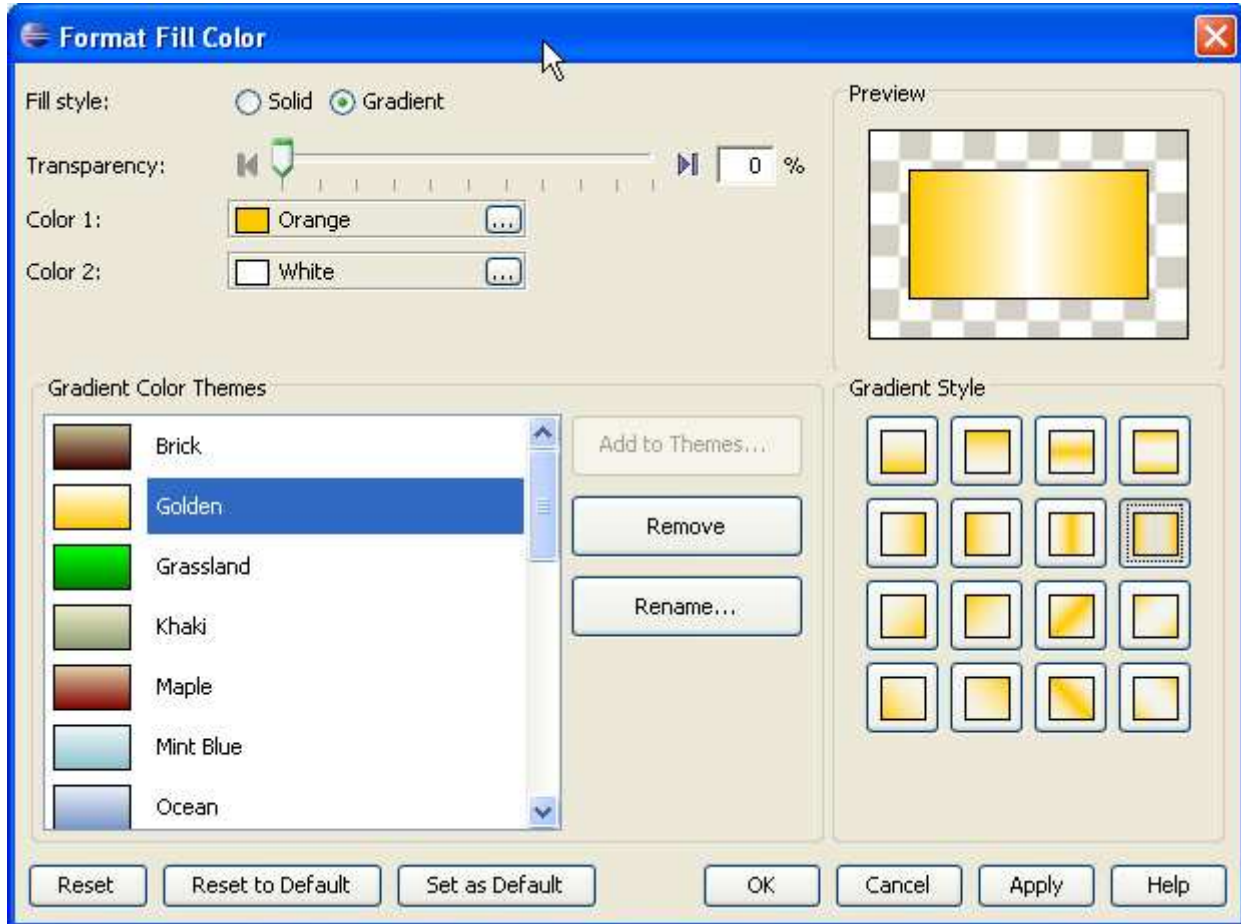 Format Fill Color
Fill style:
Solid
Gradient
Transparency:
0 %
Color 1:
Orange
...
Color 2:
White
...
Preview
Gradient Color Themes
Brick
Golden
Grassland
Khaki
Maple
Mint Blue
Ocean
Add to Themes...
Remove
Rename...
Gradient Style
Reset
Reset to Default
Set as Default
OK
Cancel
Apply
Help